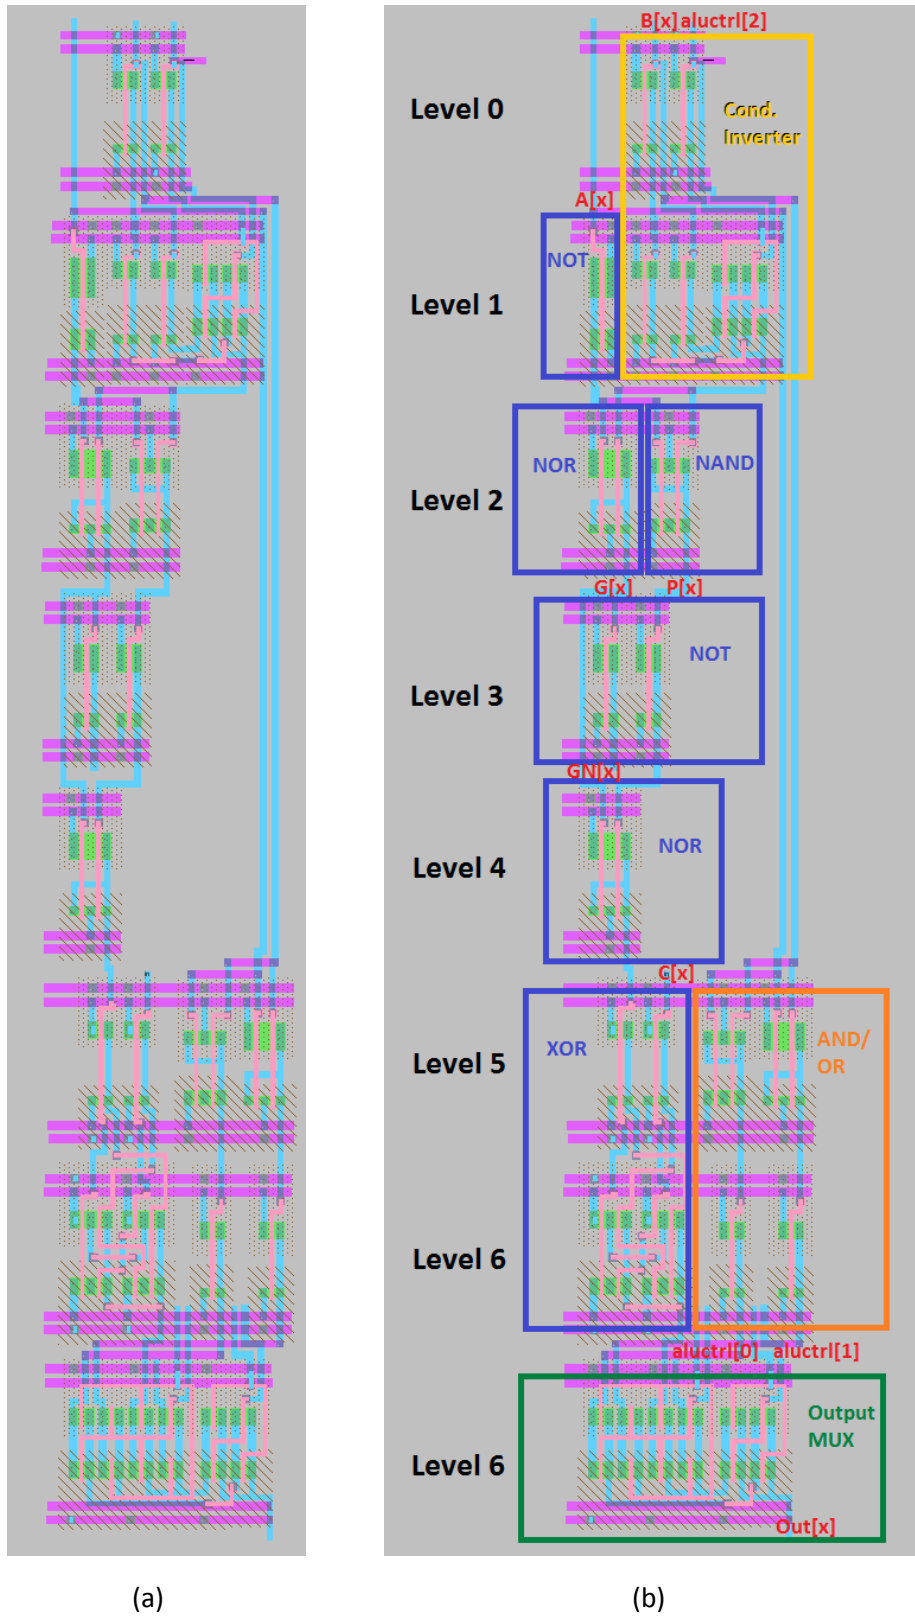 B[x] aluctrl[2]
Level 0
Cond.
Inverter
A[x]
NOT
Level 1
NOR
NAND
Level 2
G[x]
P[x]
NOT
Level 3
GN[x]
NOR
Level 4
C[x]
XOR
AND/
OR
Level 5
Level 6
aluctrl[0]
aluctrl[1]
Output
MUX
Level 6
Out[x]
(a)
(b)